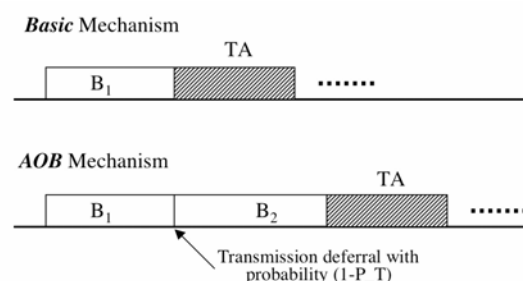 Basic Mechanism
TA
B₁
AOB Mechanism
TA
B₁ B₂
Transmission deferral with
probability (1-P_T)